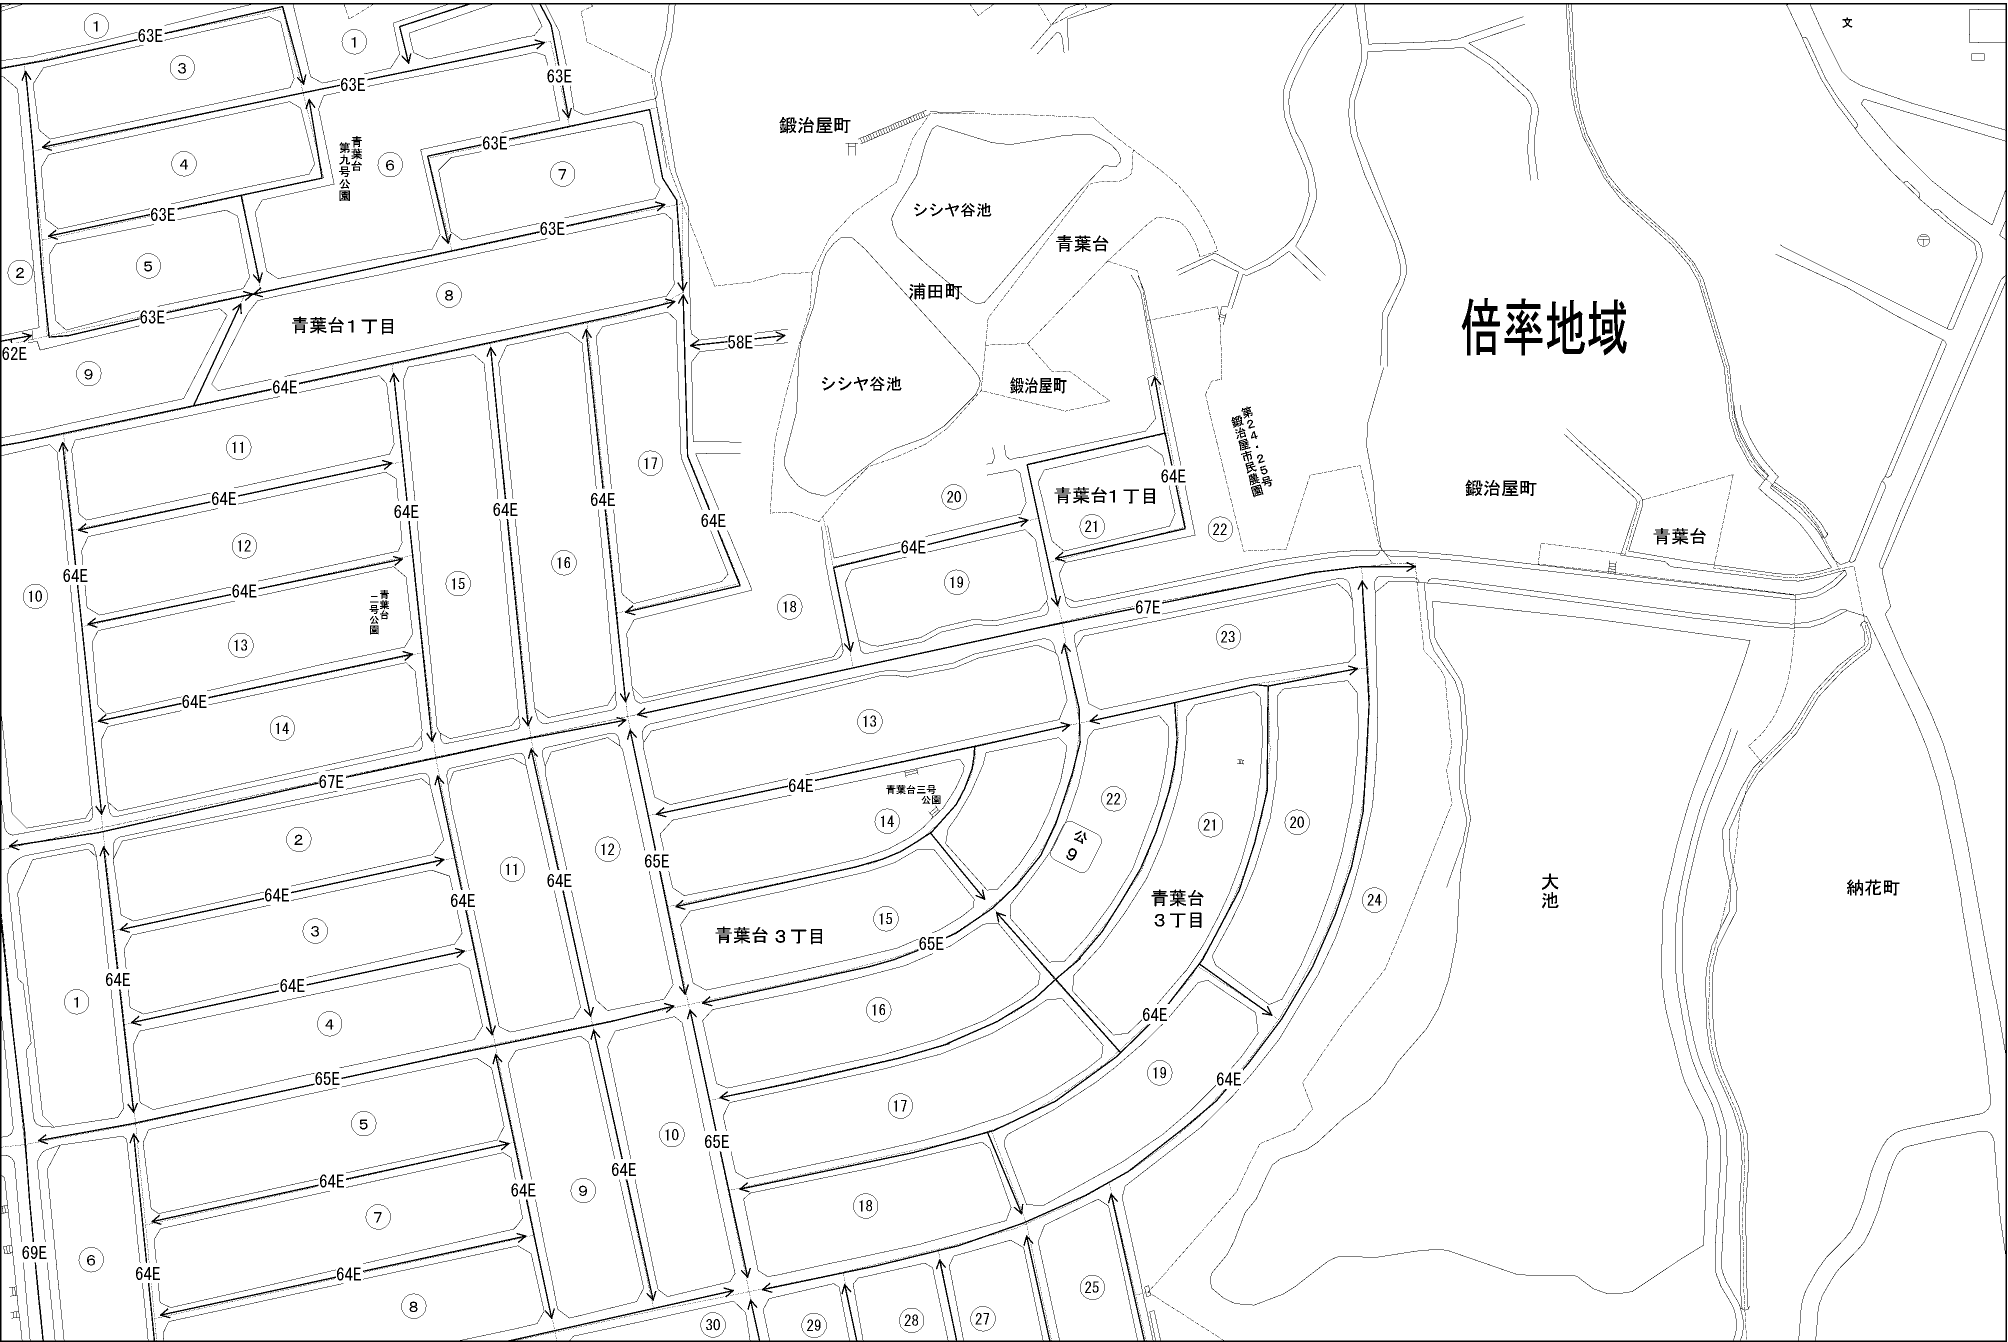 ①
63E
①
文
③
63E
63E
鍛治屋町
青葉台
第九号公園
63E
④
⑥
⑦
シシヤ谷池
63E
63E
青葉台
②
⑤
⑧
浦田町
倍率地域
63E
青葉台1丁目
62E
58E
⑨
64E
シシヤ谷池
鍛治屋町
第24・25号
鍛治屋市民農園
⑪
⑰
64E
青葉台1丁目
鍛治屋町
64E
64E
64E
64E
⑳
64E
㉑
㉒
青葉台
⑫
64E
⑯
64E
⑩
64E
⑮
⑲
青葉台
二号公園
⑱
67E
⑬
㉓
64E
⑭
⑬
67E
64E
青葉台三号
公園
㉒
⑭
㉑
⑳
②
公9
⑫
65E
⑪
64E
大池
納花町
64E
64E
青葉台
3丁目
㉔
③
⑮
青葉台3丁目
65E
64E
64E
①
④
⑯
64E
65E
⑲
64E
⑤
⑰
⑩
65E
64E
64E
64E
⑨
⑦
⑱
69E
⑥
64E
64E
㉕
⑧
㉚
㉙
㉘
㉗